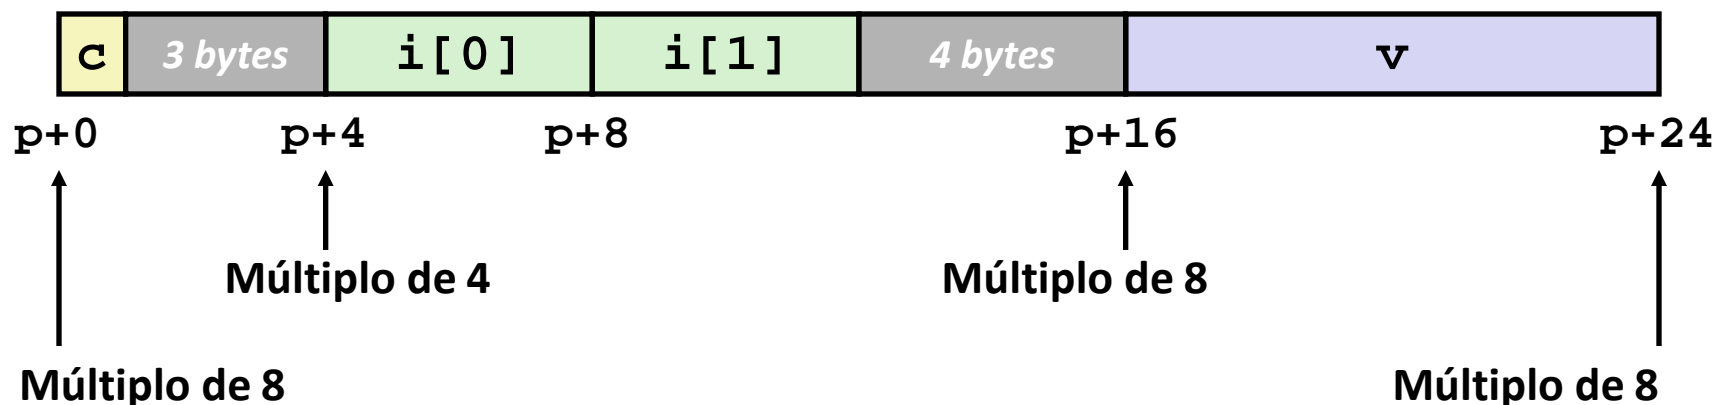 c 3 bytes i[0] i[1] 4 bytes v
p+0 p+4 p+8 p+16 p+24
Múltiplo de 4 Múltiplo de 8
Múltiplo de 8 Múltiplo de 8